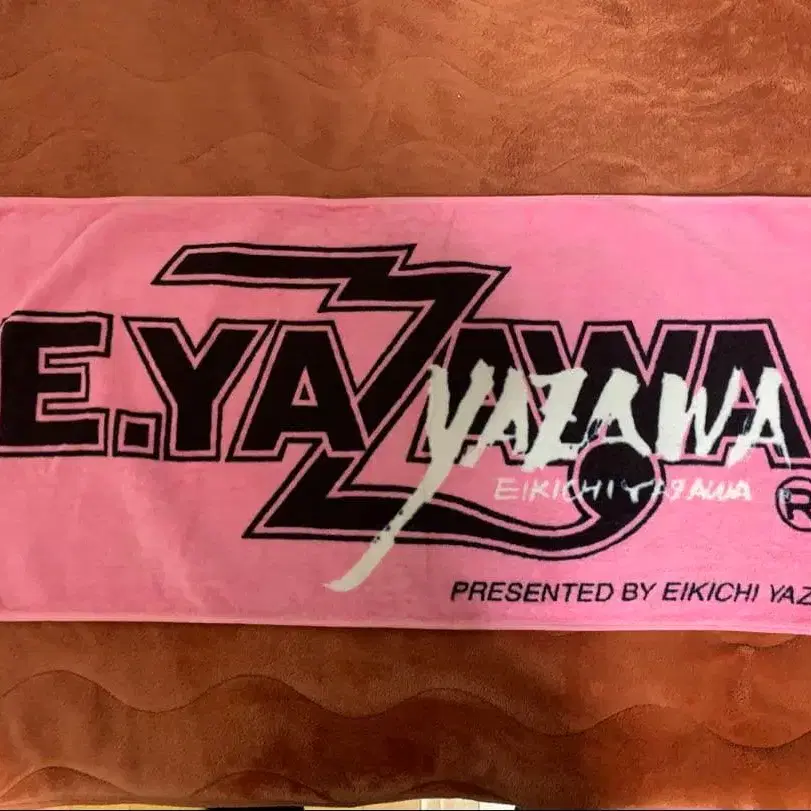 E.YAZAWA
YAZAWA
EIKICHI YAZAWA
®
PRESENTED BY EIKICHI YAZ